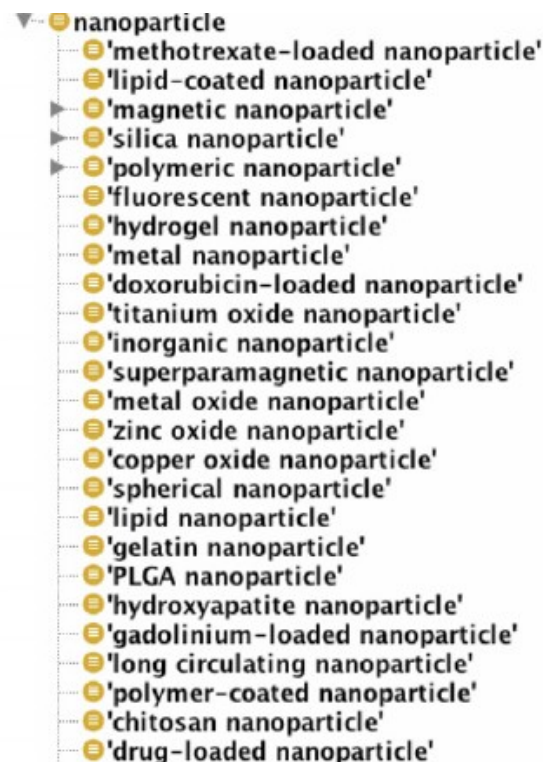 nanoparticle
'methotrexate-loaded nanoparticle'
'lipid-coated nanoparticle'
'magnetic nanoparticle'
'silica nanoparticle'
'polymeric nanoparticle'
'fluorescent nanoparticle'
'hydrogel nanoparticle'
'metal nanoparticle'
'doxorubicin-loaded nanoparticle'
'titanium oxide nanoparticle'
'inorganic nanoparticle'
'superparamagnetic nanoparticle'
'metal oxide nanoparticle'
'zinc oxide nanoparticle'
'copper oxide nanoparticle'
'spherical nanoparticle'
'lipid nanoparticle'
'gelatin nanoparticle'
'PLGA nanoparticle'
'hydroxyapatite nanoparticle'
'gadolinium-loaded nanoparticle'
'long circulating nanoparticle'
'polymer-coated nanoparticle'
'chitosan nanoparticle'
'drug-loaded nanoparticle'